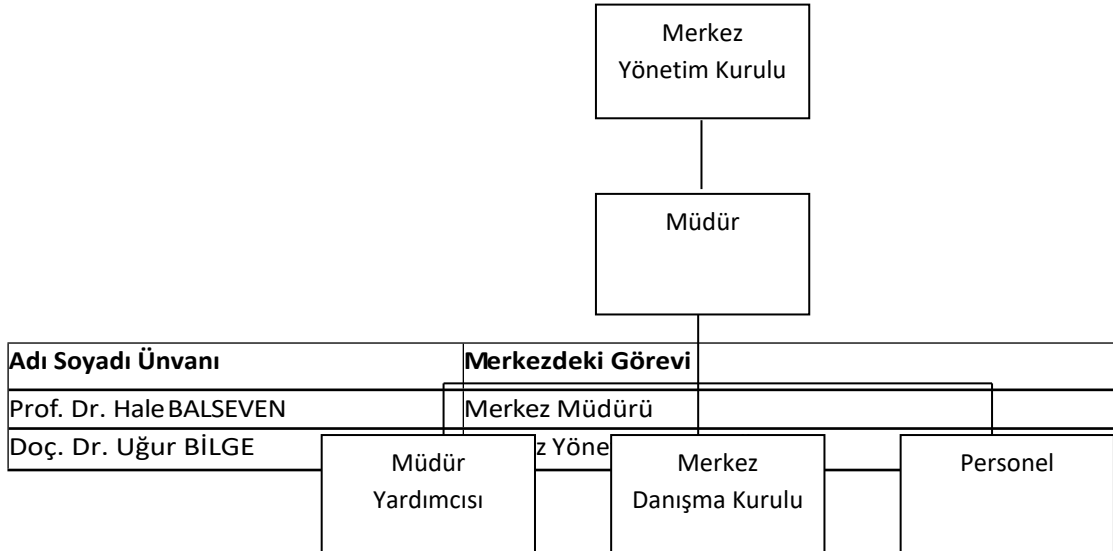 Merkez
Yönetim Kurulu
Müdür
Adı Soyadı Ünvanı Merkezdeki Görevi
Prof. Dr. Hale BALSEVEN Merkez Müdürü
Doç. Dr. Uğur BİLGE
Müdür
Yardımcısı
Merkez
Danışma Kurulu
Personel